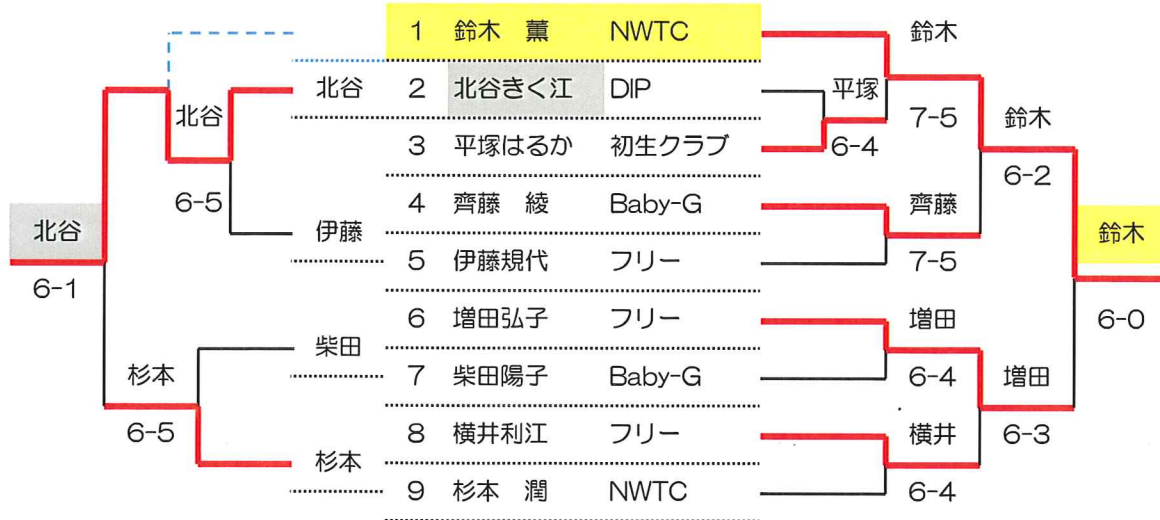 1 鈴木 薫 NWTC 鈴木
北谷 2 北谷きく江 DIP 平塚
北谷 7-5 鈴木
3 平塚はるか 初生クラブ 6-4
6-2
6-5 4 齊藤 綾 Baby-G 齊藤
北谷 伊藤 鈴木
5 伊藤規代 フリー 7-5
6-1
6 増田弘子 フリー 増田 6-0
柴田
杉本 7 柴田陽子 Baby-G 6-4 増田
6-5 8 横井利江 フリー 横井 6-3
杉本
9 杉本 潤 NWTC 6-4